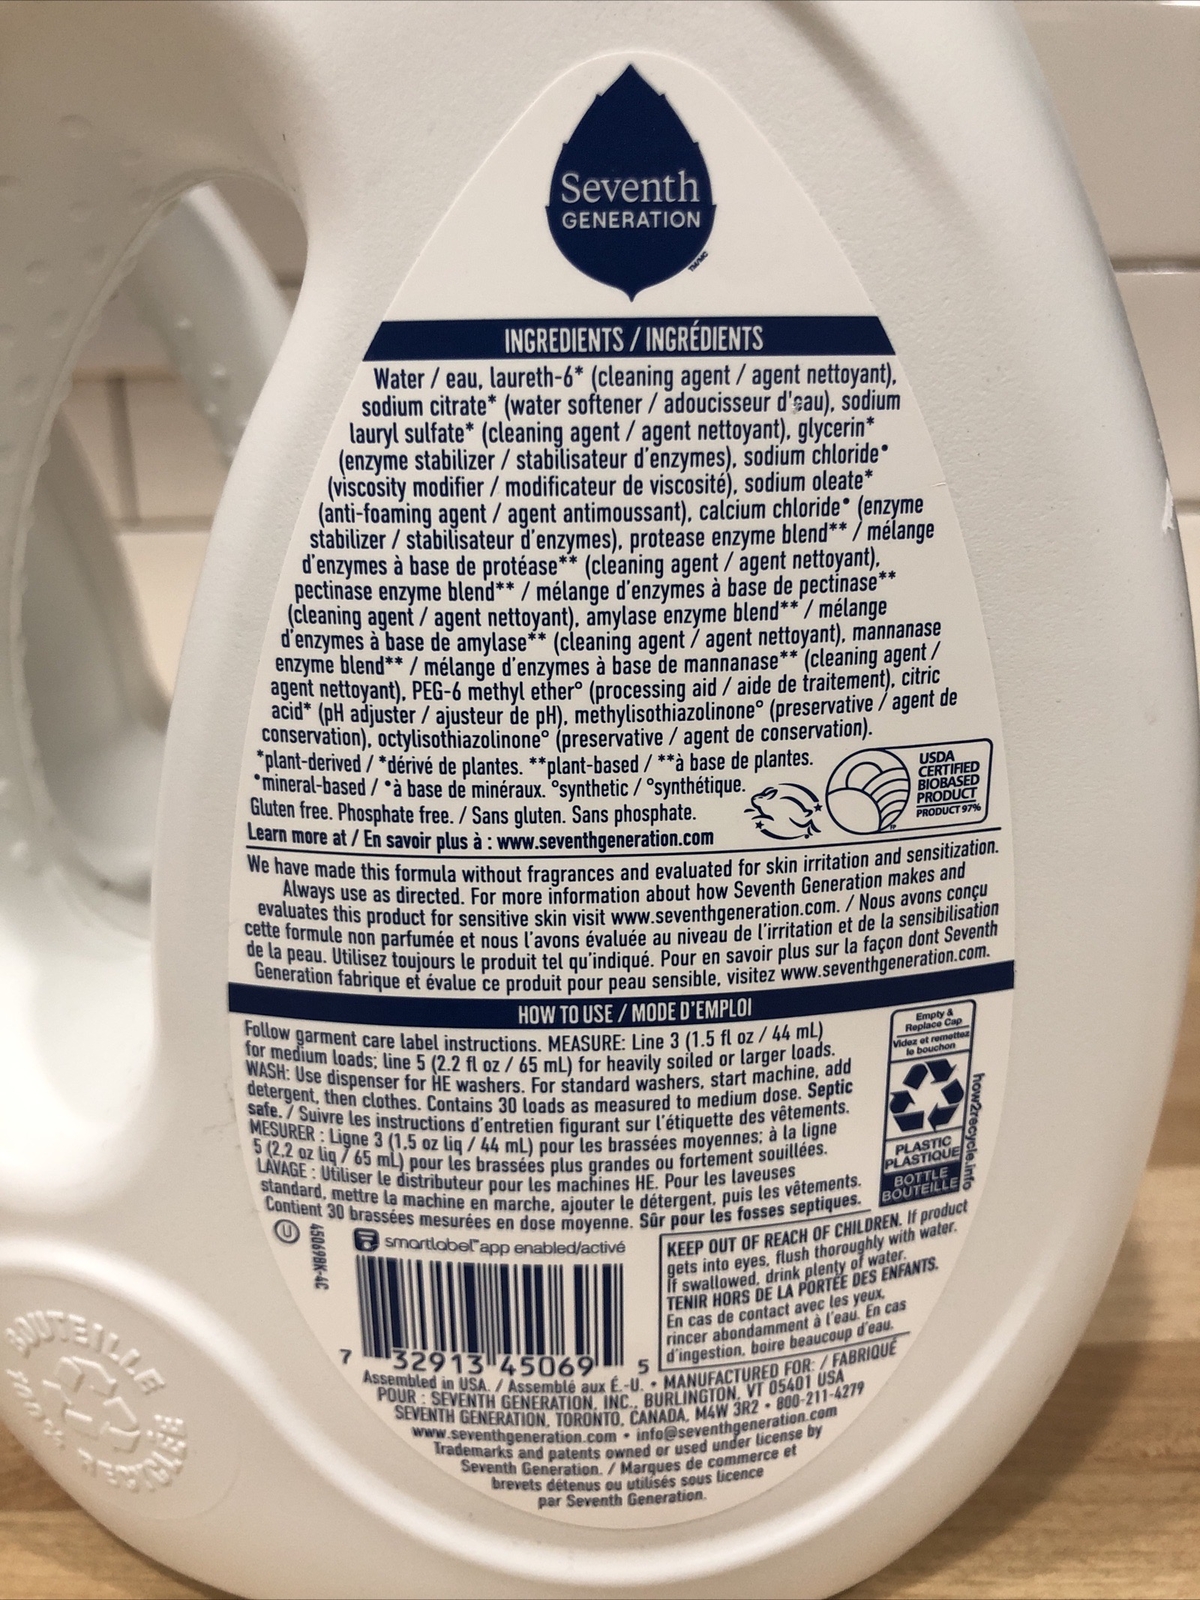 Seventh
GENERATION
TM/MC
INGREDIENTS / INGRÉDIENTS
Water / eau, laureth-6* (cleaning agent / agent nettoyant),
sodium citrate* (water softener / adoucisseur d'eau), sodium
lauryl sulfate* (cleaning agent / agent nettoyant), glycerin*
(enzyme stabilizer / stabilisateur d'enzymes), sodium chloride•
(viscosity modifier / modificateur de viscosité), sodium oleate*
(anti-foaming agent / agent antimoussant), calcium chloride• (enzyme
stabilizer / stabilisateur d'enzymes), protease enzyme blend** / mélange
d'enzymes à base de protéase** (cleaning agent / agent nettoyant),
pectinase enzyme blend** / mélange d'enzymes à base de pectinase**
(cleaning agent / agent nettoyant), amylase enzyme blend** / mélange
d'enzymes à base de amylase** (cleaning agent / agent nettoyant), mannanase
enzyme blend** / mélange d'enzymes à base de mannanase** (cleaning agent /
agent nettoyant), PEG-6 methyl ether° (processing aid / aide de traitement), citric
acid* (pH adjuster / ajusteur de pH), methylisothiazolinone° (preservative / agent de
conservation), octylisothiazolinone° (preservative / agent de conservation).
*plant-derived / *dérivé de plantes. **plant-based / **à base de plantes.
•mineral-based / •à base de minéraux. °synthetic / °synthétique.
Gluten free. Phosphate free. / Sans gluten. Sans phosphate.
Learn more at / En savoir plus à : www.seventhgeneration.com
USDA
CERTIFIED
BIOBASED
PRODUCT
PRODUCT 97%
FP
We have made this formula without fragrances and evaluated for skin irritation and sensitization.
Always use as directed. For more information about how Seventh Generation makes and
evaluates this product for sensitive skin visit www.seventhgeneration.com. / Nous avons conçu
cette formule non parfumée et nous l'avons évaluée au niveau de l'irritation et de la sensibilisation
de la peau. Utilisez toujours le produit tel qu'indiqué. Pour en savoir plus sur la façon dont Seventh
Generation fabrique et évalue ce produit pour peau sensible, visitez www.seventhgeneration.com.
HOW TO USE / MODE D'EMPLOI
Follow garment care label instructions. MEASURE: Line 3 (1.5 fl oz / 44 mL)
for medium loads; line 5 (2.2 fl oz / 65 mL) for heavily soiled or larger loads.
WASH: Use dispenser for HE washers. For standard washers, start machine, add
detergent, then clothes. Contains 30 loads as measured to medium dose. Septic
safe. / Suivre les instructions d'entretien figurant sur l'étiquette des vêtements.
MESURER : Ligne 3 (1,5 oz liq / 44 mL) pour les brassées moyennes; à la ligne
5 (2,2 oz liq / 65 mL) pour les brassées plus grandes ou fortement souillées.
LAVAGE : Utiliser le distributeur pour les machines HE. Pour les laveuses
standard, mettre la machine en marche, ajouter le détergent, puis les vêtements.
Contient 30 brassées mesurées en dose moyenne. Sûr pour les fosses septiques.
Empty &
Replace Cap
Videz et remettez
le bouchon
PLASTIC
PLASTIQUE
BOTTLE
BOUTEILLE
how2recycle.info
U
45069BK-4C
smartlabel™ app enabled/activé
7 32913 45069 5
KEEP OUT OF REACH OF CHILDREN. If product
gets into eyes, flush thoroughly with water.
If swallowed, drink plenty of water.
TENIR HORS DE LA PORTÉE DES ENFANTS.
En cas de contact avec les yeux,
rincer abondamment à l'eau. En cas
d'ingestion, boire beaucoup d'eau.
Assembled in USA. / Assemblé aux É.-U. • MANUFACTURED FOR: / FABRIQUÉ
POUR : SEVENTH GENERATION, INC., BURLINGTON, VT 05401 USA
SEVENTH GENERATION, TORONTO, CANADA, M4W 3R2 • 800-211-4279
www.seventhgeneration.com • info@seventhgeneration.com
Trademarks and patents owned or used under license by
Seventh Generation. / Marques de commerce et
brevets détenus ou utilisés sous licence
par Seventh Generation.
BOUTEILLE